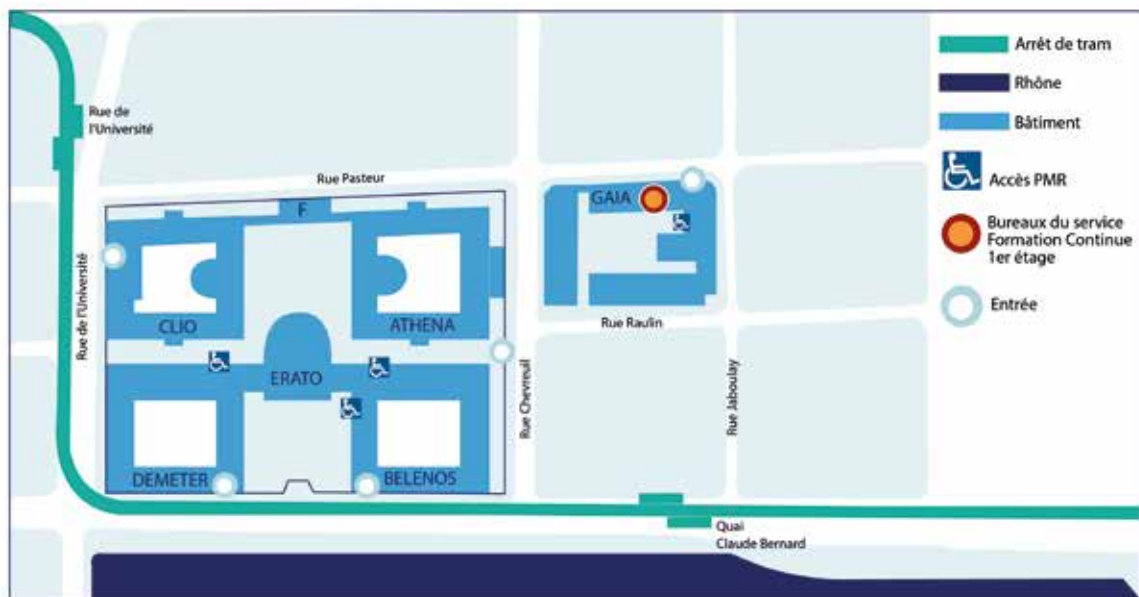 Arrêt de tram
Rhône
Bâtiment
Accès PMR
Bureaux du service
Formation Continue
1er étage
Entrée
Rue de
l'Université
Rue Pasteur
F
GAIA
Rue de l'Université
CLIO
ATHENA
Rue Raulin
ERATO
Rue Chevreuil
Rue Jaboulay
DEMETER
BELENOS
Quai
Claude Bernard